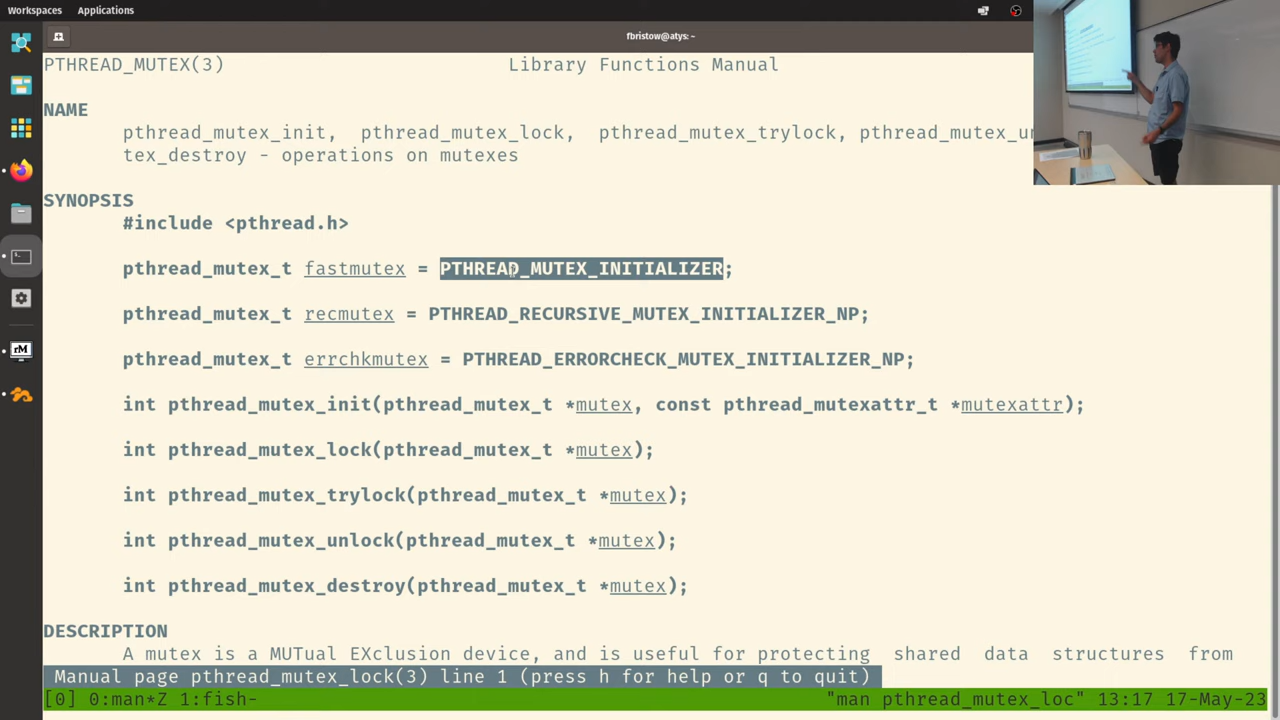 Workspaces Applications
fbristow@atys: ~
PTHREAD_MUTEX(3) Library Functions Manual
NAME
pthread_mutex_init, pthread_mutex_lock, pthread_mutex_trylock, pthread_mutex_un
tex_destroy - operations on mutexes
SYNOPSIS
#include <pthread.h>
pthread_mutex_t fastmutex = PTHREAD_MUTEX_INITIALIZER;
pthread_mutex_t recmutex = PTHREAD_RECURSIVE_MUTEX_INITIALIZER_NP;
pthread_mutex_t errchkmutex = PTHREAD_ERRORCHECK_MUTEX_INITIALIZER_NP;
int pthread_mutex_init(pthread_mutex_t *mutex, const pthread_mutexattr_t *mutexattr);
int pthread_mutex_lock(pthread_mutex_t *mutex);
int pthread_mutex_trylock(pthread_mutex_t *mutex);
int pthread_mutex_unlock(pthread_mutex_t *mutex);
int pthread_mutex_destroy(pthread_mutex_t *mutex);
DESCRIPTION
A mutex is a MUTual EXclusion device, and is useful for protecting shared data structures from
Manual page pthread_mutex_lock(3) line 1 (press h for help or q to quit)
[0] 0:man*Z 1:fish- "man pthread_mutex_loc" 13:17 17-May-23
rM